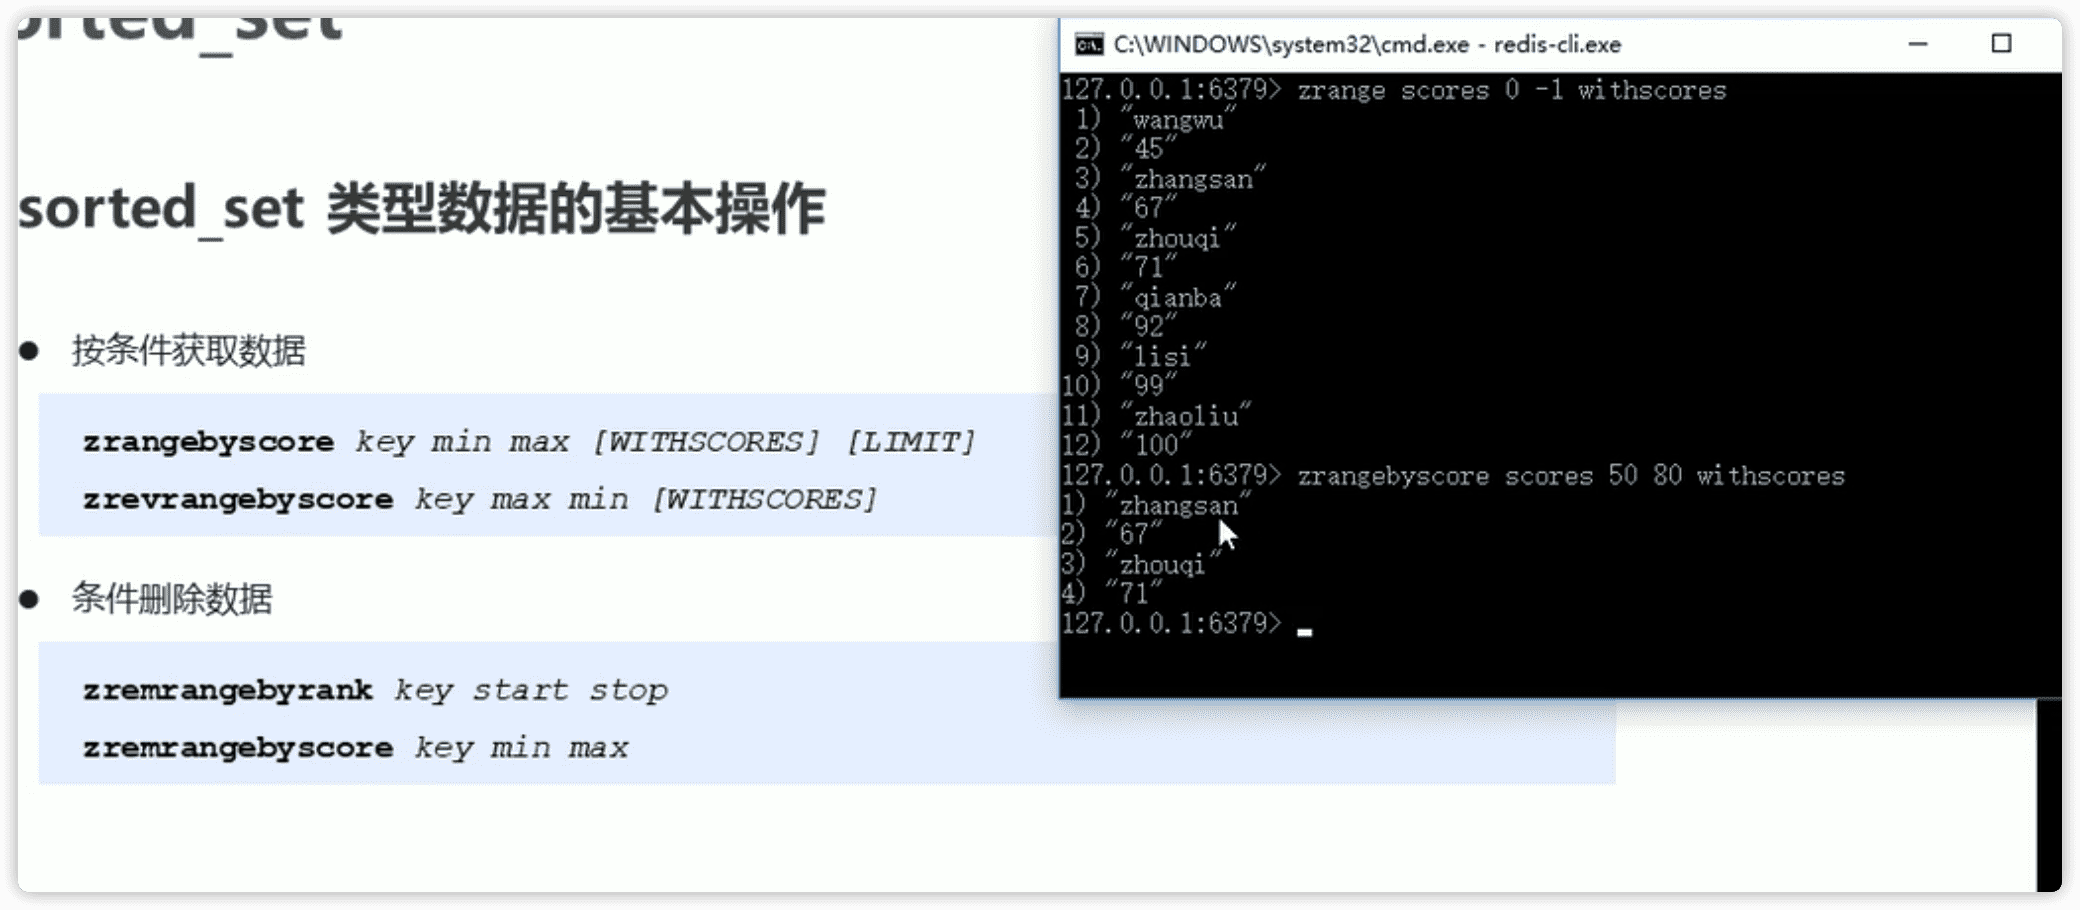 sorted_set 类型数据的基本操作
● 按条件获取数据
zrangebyscore key min max [WITHSCORES] [LIMIT]
zrevrangebyscore key max min [WITHSCORES]
● 条件删除数据
zremrangebyrank key start stop
zremrangebyscore key min max
C:\WINDOWS\system32\cmd.exe - redis-cli.exe
127.0.0.1:6379> zrange scores 0 -1 withscores
1) "wangwu"
2) "45"
3) "zhangsan"
4) "67"
5) "zhouqi"
6) "71"
7) "qianba"
8) "92"
9) "lisi"
10) "99"
11) "zhaoliu"
12) "100"
127.0.0.1:6379> zrangebyscore scores 50 80 withscores
1) "zhangsan"
2) "67"
3) "zhouqi"
4) "71"
127.0.0.1:6379>